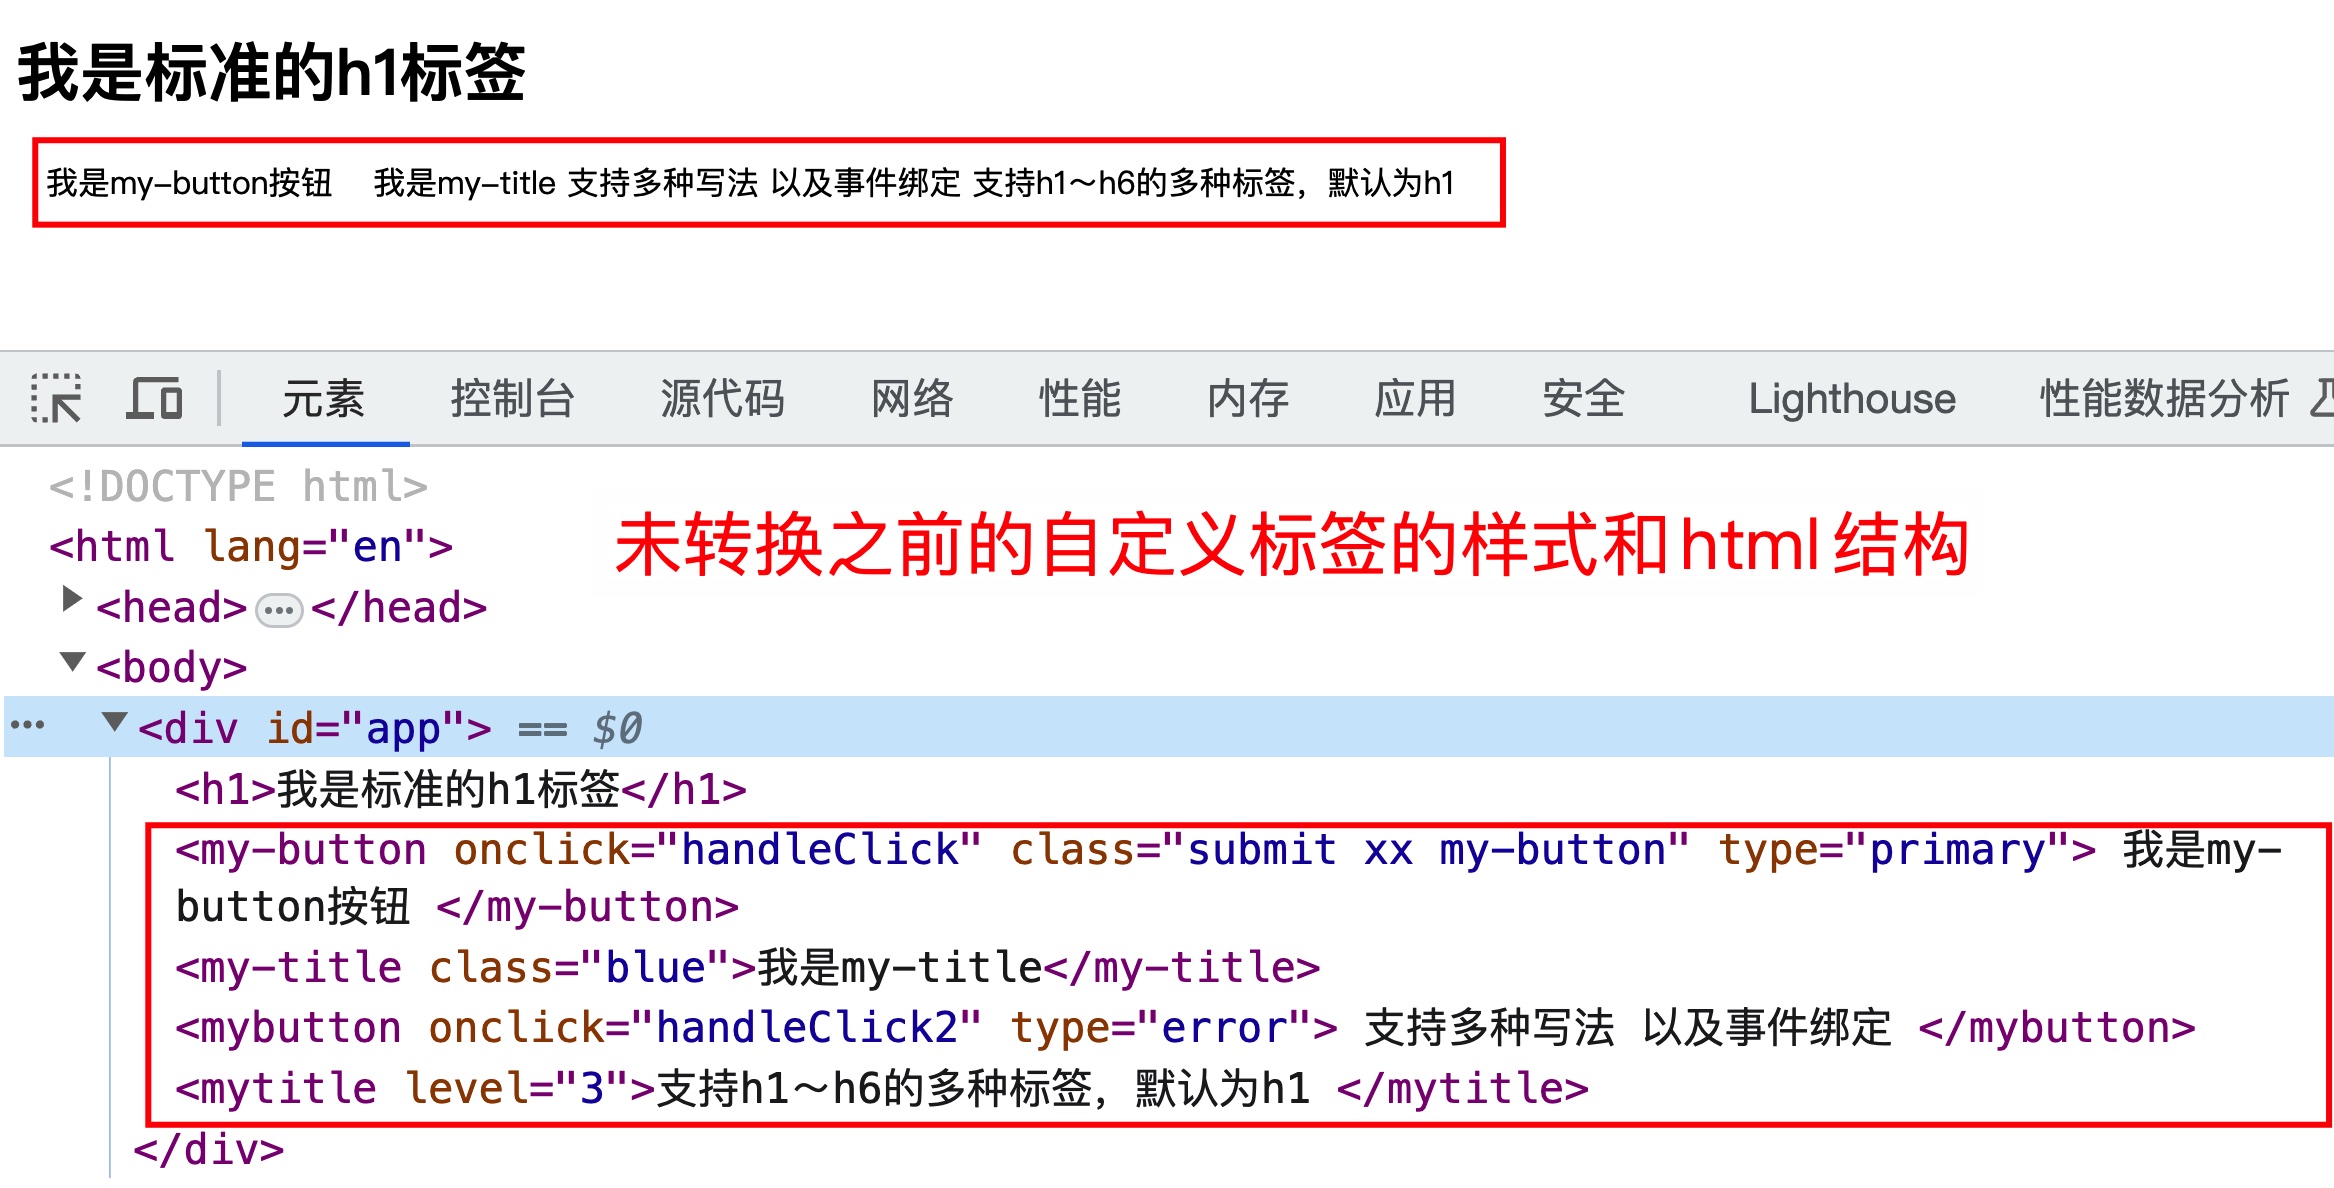 我是标准的h1标签
我是my-button按钮 我是my-title 支持多种写法 以及事件绑定 支持h1～h6的多种标签，默认为h1
元素 控制台 源代码 网络 性能 内存 应用 安全 Lighthouse 性能数据分析
<!DOCTYPE html>
未转换之前的自定义标签的样式和html结构
<html lang="en">
<head>…</head>
<body>
… <div id="app"> == $0
<h1>我是标准的h1标签</h1>
<my-button onclick="handleClick" class="submit xx my-button" type="primary"> 我是my-
button按钮 </my-button>
<my-title class="blue">我是my-title</my-title>
<mybutton onclick="handleClick2" type="error"> 支持多种写法 以及事件绑定 </mybutton>
<mytitle level="3">支持h1～h6的多种标签，默认为h1 </mytitle>
</div>